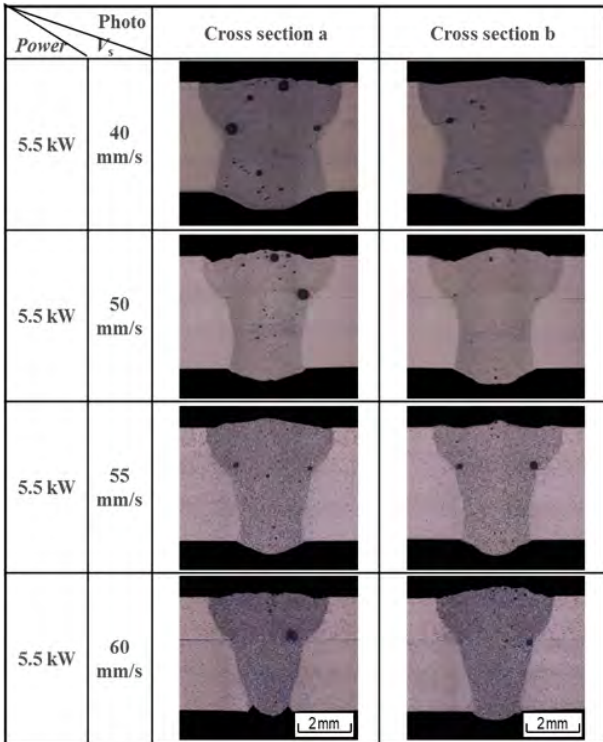 Photo
Power V_s Cross section a Cross section b
5.5 kW 40
mm/s
5.5 kW 50
mm/s
5.5 kW 55
mm/s
5.5 kW 60
mm/s
2mm 2mm